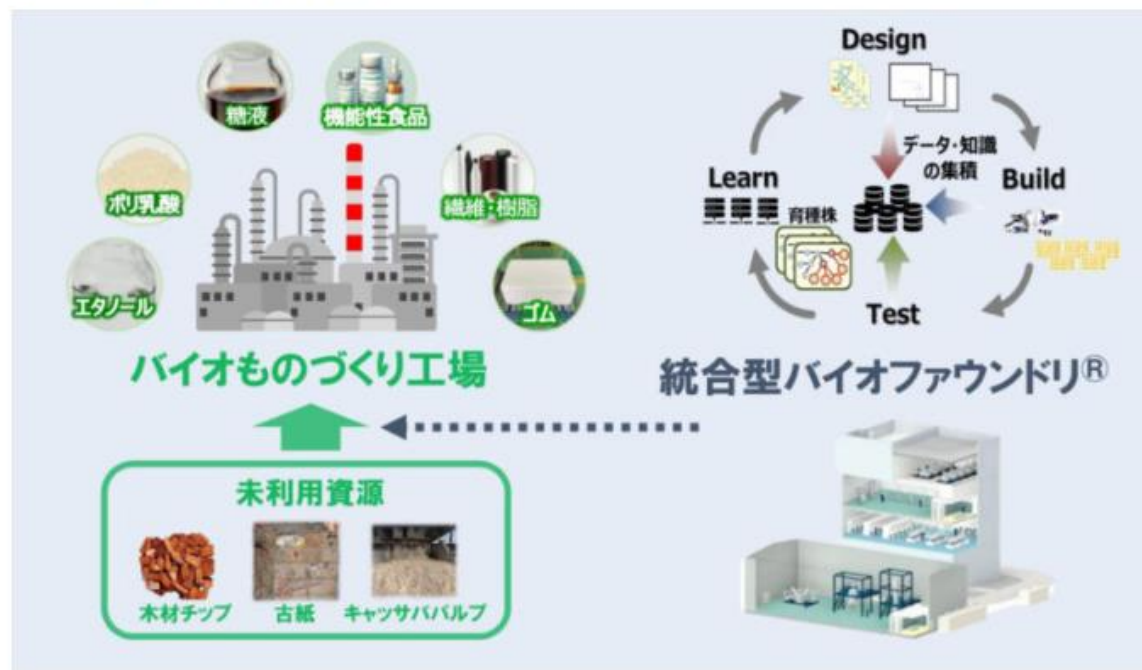 糖液
機能性食品
ポリ乳酸
繊維・樹脂
エタノール
ゴム
バイオものづくり工場
未利用資源
木材チップ
古紙
キャッサバパルプ
Design
データ・知識
の集積
Learn
Build
育種株
Test
統合型バイオファウンドリ®